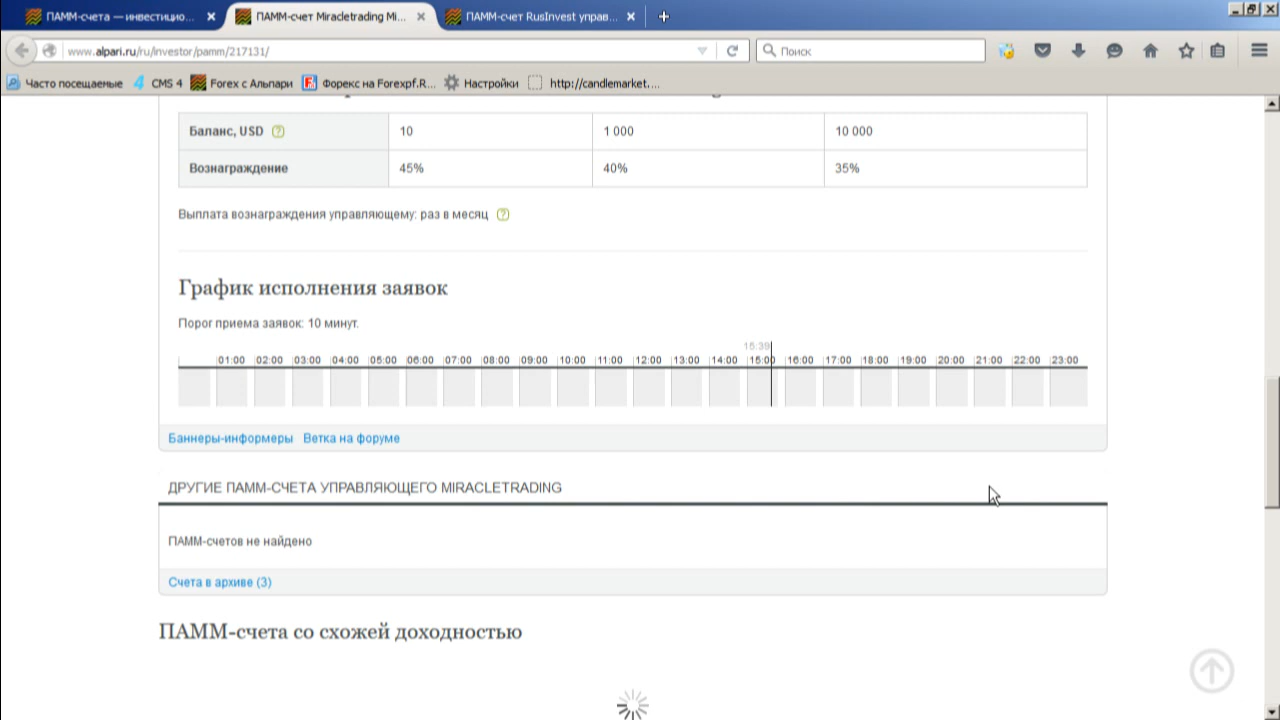 ПАММ-счета — инвестицио...
ПАММ-счет Miracletrading Mi...
ПАММ-счет RusInvest управ...
www.alpari.ru/ru/investor/pamm/217131/
Поиск
Часто посещаемые
CMS 4
Forex с Альпари
Форекс на Forexpf.R...
Настройки
http://candlemarket....
Баланс, USD ? 10 1 000 10 000
Вознаграждение 45% 40% 35%
Выплата вознаграждения управляющему: раз в месяц ?
График исполнения заявок
Порог приема заявок: 10 минут.
15:39
01:00 02:00 03:00 04:00 05:00 06:00 07:00 08:00 09:00 10:00 11:00 12:00 13:00 14:00 15:00 16:00 17:00 18:00 19:00 20:00 21:00 22:00 23:00
Баннеры-информеры Ветка на форуме
ДРУГИЕ ПАММ-СЧЕТА УПРАВЛЯЮЩЕГО MIRACLETRADING
ПАММ-счетов не найдено
Счета в архиве (3)
ПАММ-счета со схожей доходностью